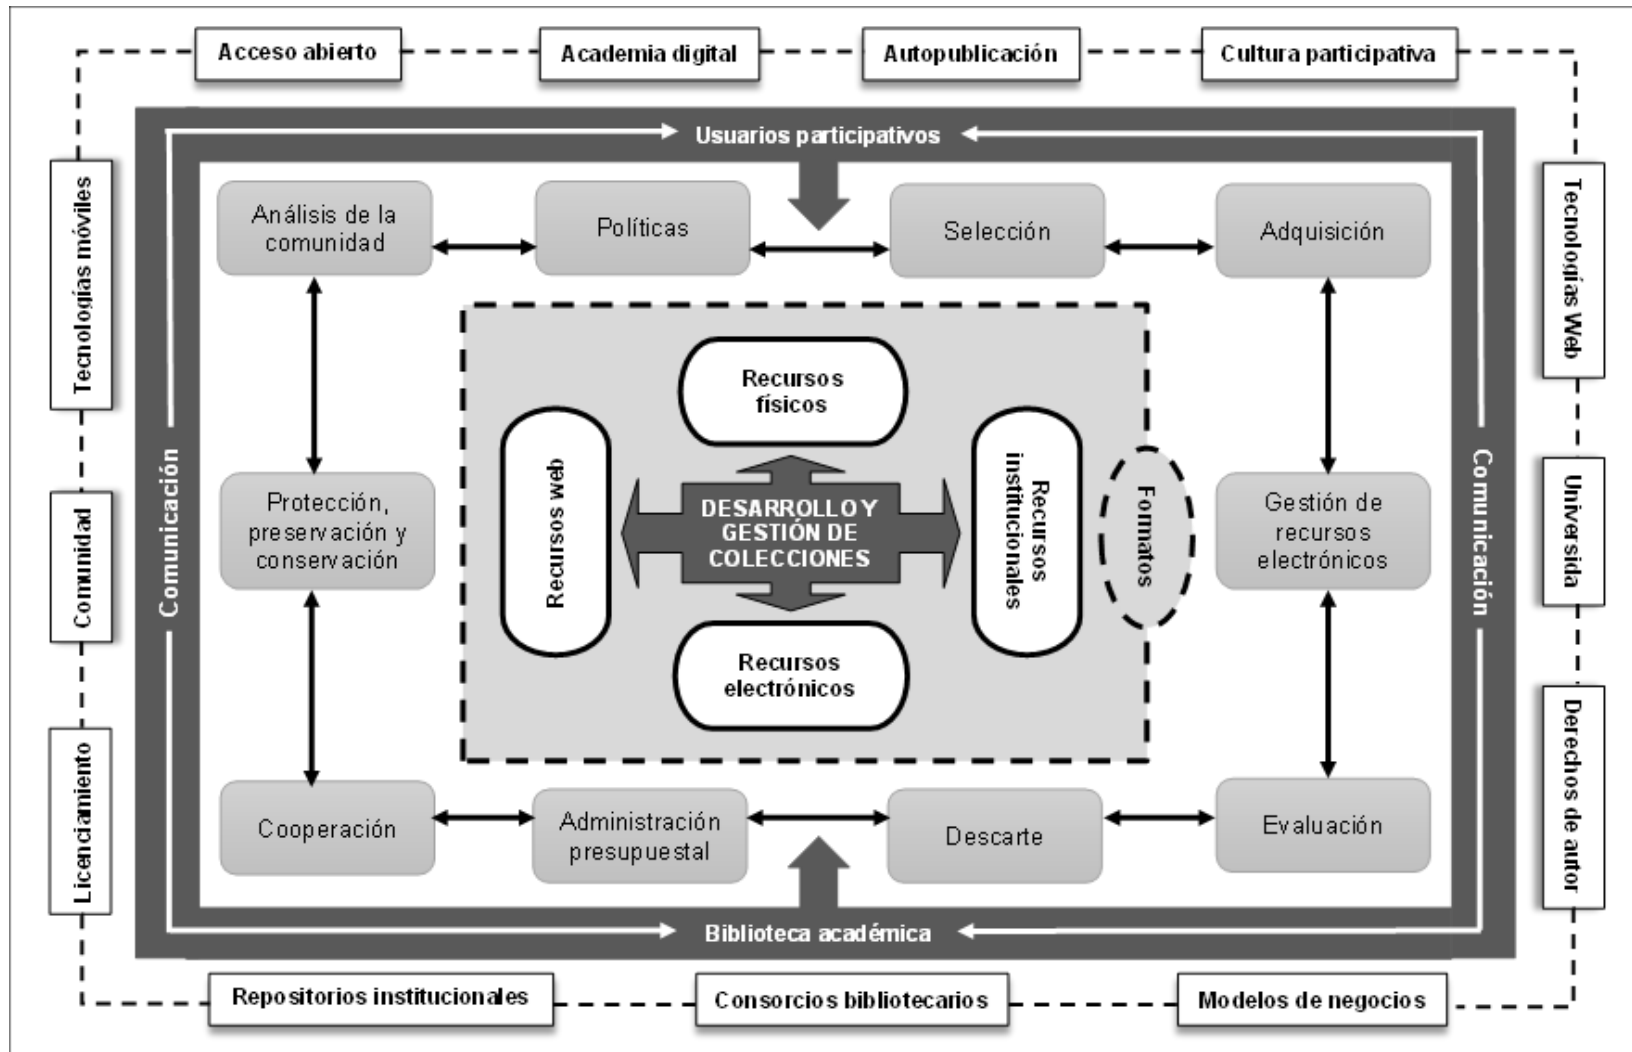 Acceso abierto
Academia digital
Autopublicación
Cultura participativa
Usuarios participativos
Tecnologías móviles
Comunidad
Licenciamiento
Comunicación
Análisis de la
comunidad
Políticas
Selección
Adquisición
Recursos
físicos
Recursos web
DESARROLLO Y
GESTIÓN DE
COLECCIONES
Recursos
institucionales
Formatos
Recursos
electrónicos
Protección,
preservación y
conservación
Gestión de
recursos
electrónicos
Cooperación
Administración
presupuestal
Descarte
Evaluación
Comunicación
Tecnologías Web
Universida
Derechos de autor
Biblioteca académica
Repositorios institucionales
Consorcios bibliotecarios
Modelos de negocios